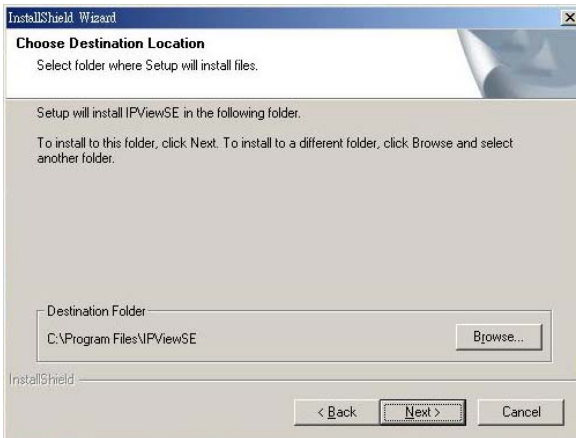 InstallShield Wizard
Choose Destination Location
Select folder where Setup will install files.
Setup will install IPViewSE in the following folder.
To install to this folder, click Next. To install to a different folder, click Browse and select
another folder.
Destination Folder
C:\Program Files\IPViewSE
Browse...
InstallShield
< Back
Next >
Cancel